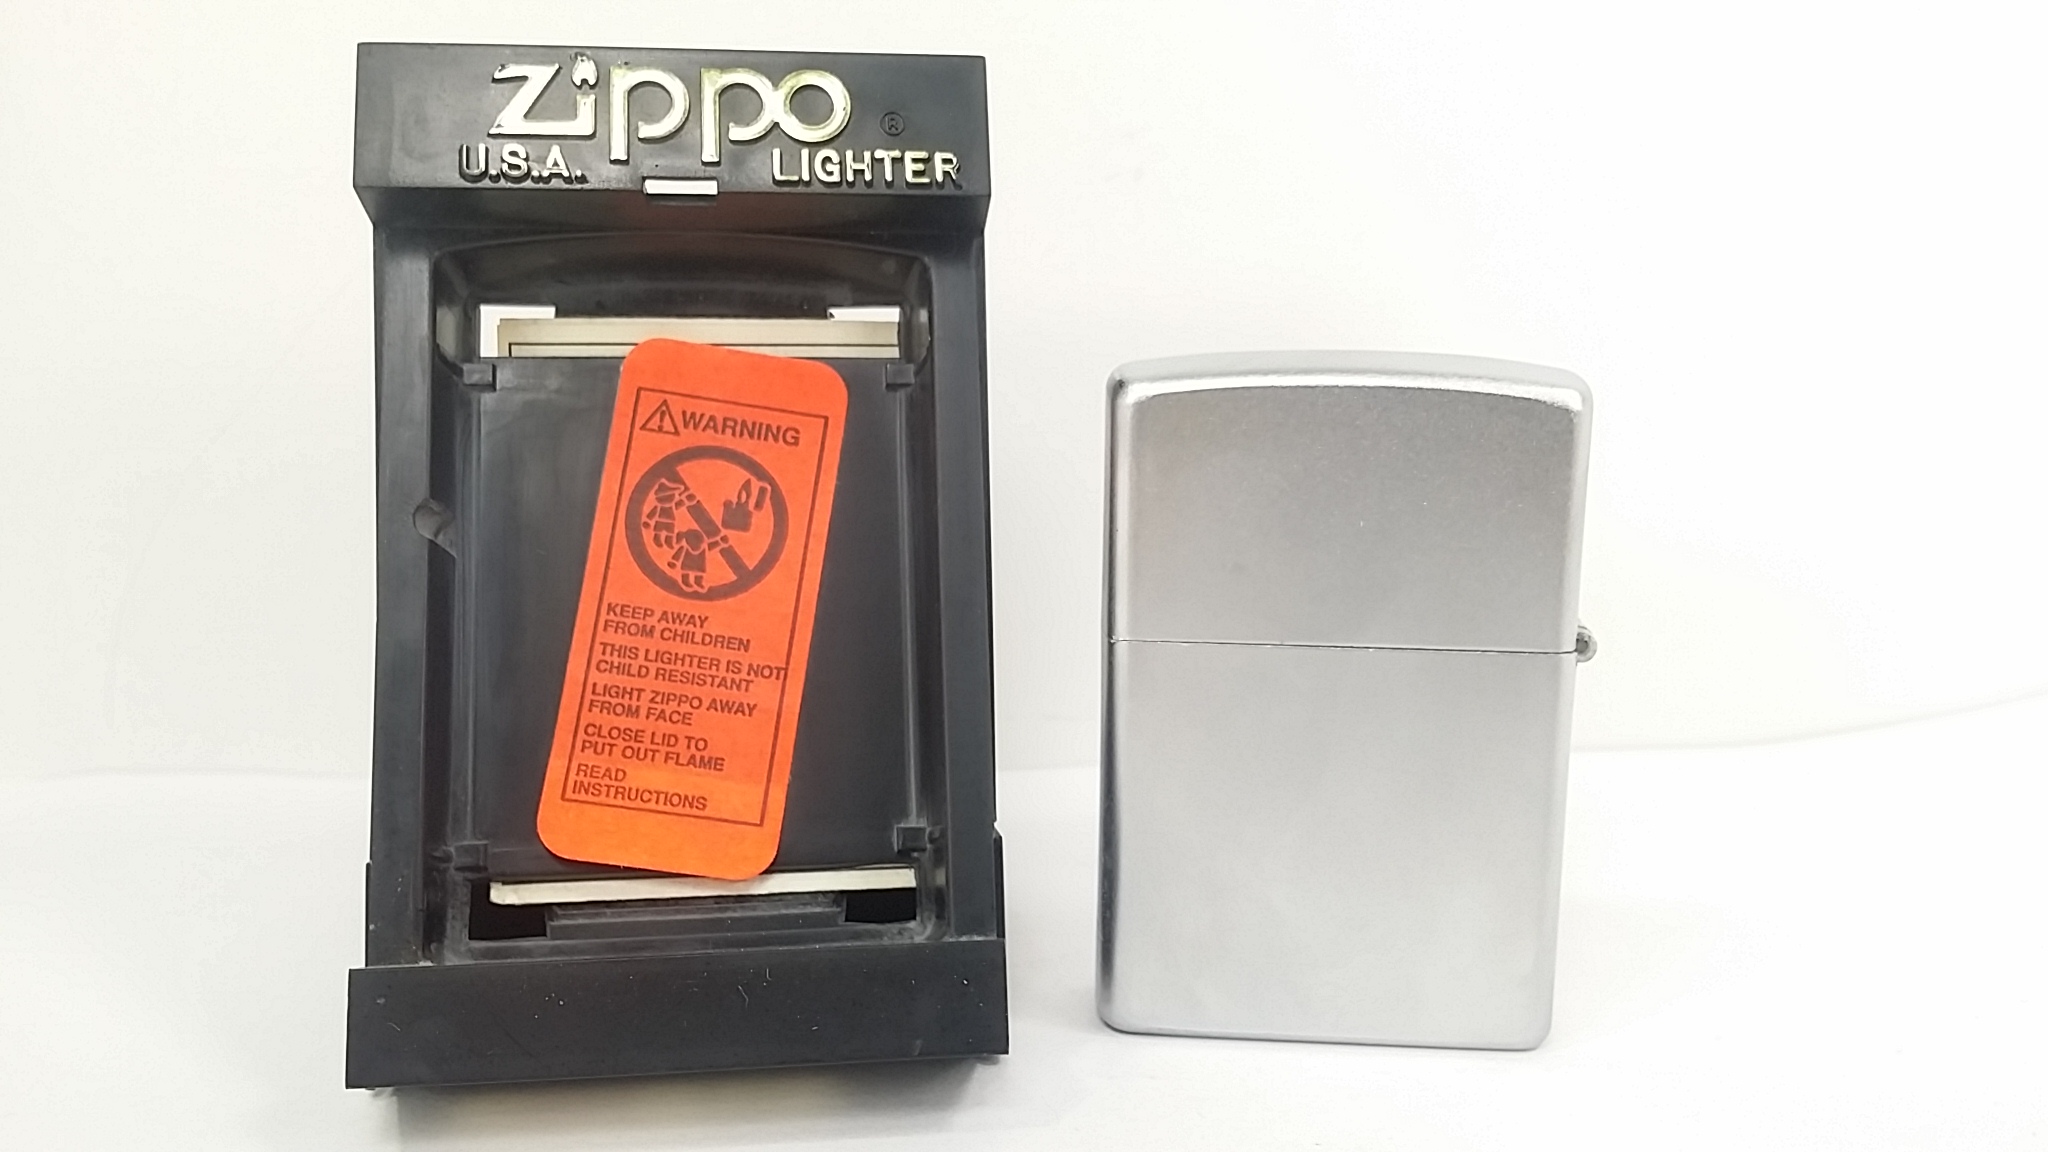 Zippo ®
U.S.A. LIGHTER
WARNING
KEEP AWAY
FROM CHILDREN
THIS LIGHTER IS NOT
CHILD RESISTANT
LIGHT ZIPPO AWAY
FROM FACE
CLOSE LID TO
PUT OUT FLAME
READ
INSTRUCTIONS